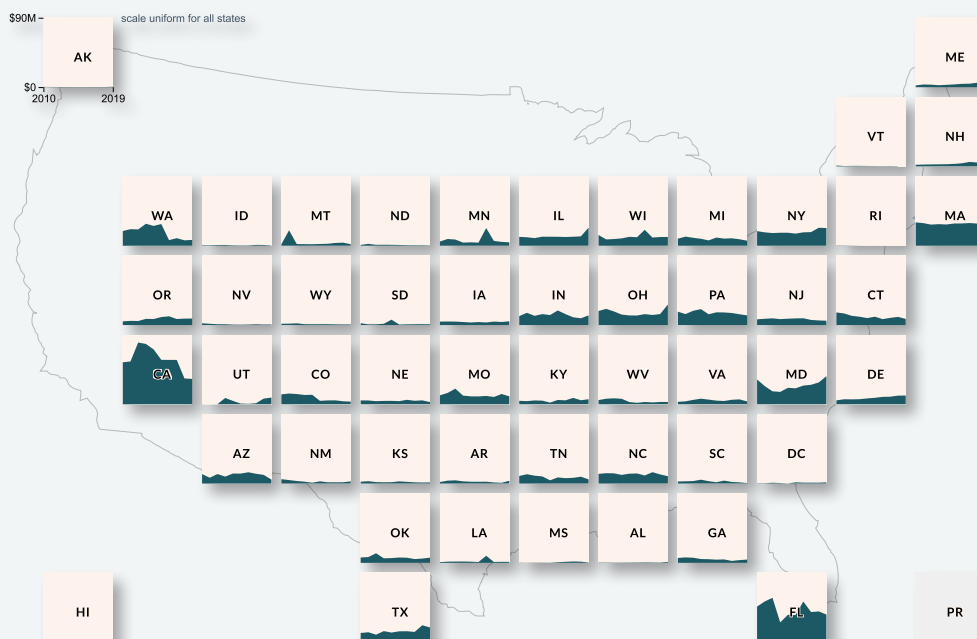 $90M
scale uniform for all states
AK
ME
$0
2010
2019
VT
NH
WA
ID
MT
ND
MN
IL
WI
MI
NY
RI
MA
OR
NV
WY
SD
IA
IN
OH
PA
NJ
CT
CA
UT
CO
NE
MO
KY
WV
VA
MD
DE
AZ
NM
KS
AR
TN
NC
SC
DC
OK
LA
MS
AL
GA
HI
TX
FL
PR